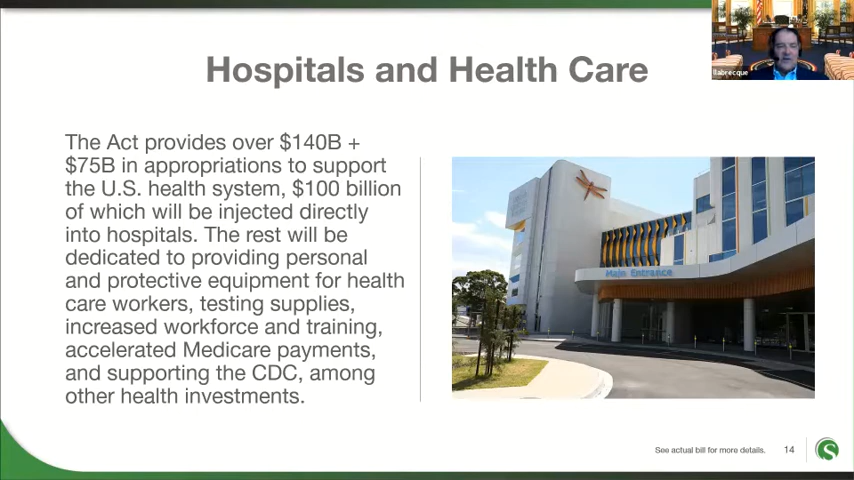 Hospitals and Health Care
llabrecque
The Act provides over $140B +
$75B in appropriations to support
the U.S. health system, $100 billion
of which will be injected directly
into hospitals. The rest will be
dedicated to providing personal
and protective equipment for health
care workers, testing supplies,
increased workforce and training,
accelerated Medicare payments,
and supporting the CDC, among
other health investments.
Main Entrance
See actual bill for more details.
14
S